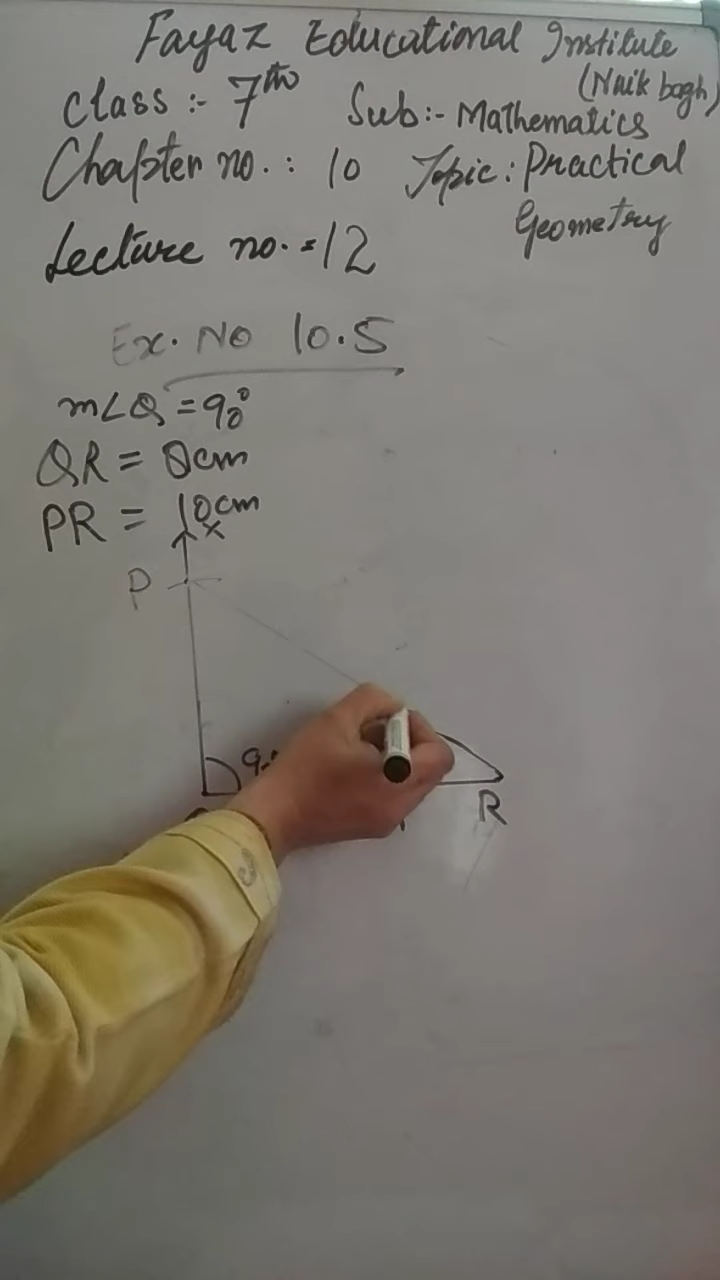 Fayaz Educational Institute
(Naik bagh)
Class :- 7th Sub:- Mathematics
Chapter no. : 10 Topic : Practical
Geometry
Lecture no. = 12
Ex. No 10.5
m∠Q = 90°
QR = 8cm
PR = 10cm
x
P
90°
R